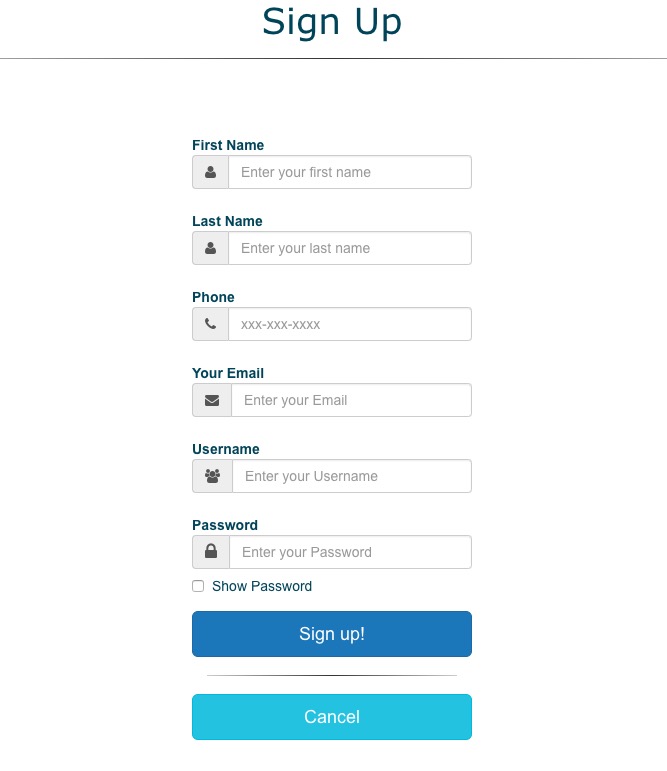 Sign Up
First Name
Enter your first name
Last Name
Enter your last name
Phone
xxx-xxx-xxxx
Your Email
Enter your Email
Username
Enter your Username
Password
Enter your Password
Show Password
Sign up!
Cancel